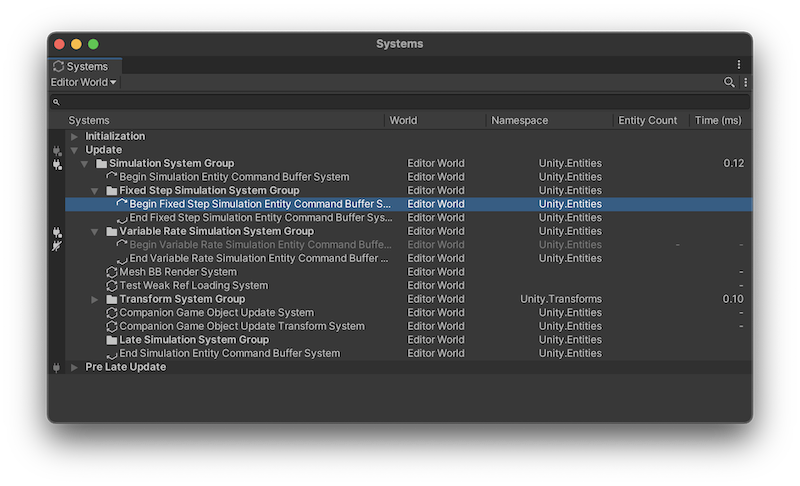 Systems
Systems
Editor World
Systems World Namespace Entity Count Time (ms)
Initialization
Update
Simulation System Group Editor World Unity.Entities 0.12
Begin Simulation Entity Command Buffer System Editor World Unity.Entities
Fixed Step Simulation System Group Editor World Unity.Entities
Begin Fixed Step Simulation Entity Command Buffer S... Editor World Unity.Entities
End Fixed Step Simulation Entity Command Buffer Sys... Editor World Unity.Entities
Variable Rate Simulation System Group Editor World Unity.Entities
Begin Variable Rate Simulation Entity Command Buffe... Editor World Unity.Entities - -
End Variable Rate Simulation Entity Command Buffer ... Editor World Unity.Entities
Mesh BB Render System Editor World Unity.Entities -
Test Weak Ref Loading System Editor World Unity.Entities -
Transform System Group Editor World Unity.Transforms 0.10
Companion Game Object Update System Editor World Unity.Entities -
Companion Game Object Update Transform System Editor World Unity.Entities -
Late Simulation System Group Editor World Unity.Entities
End Simulation Entity Command Buffer System Editor World Unity.Entities
Pre Late Update